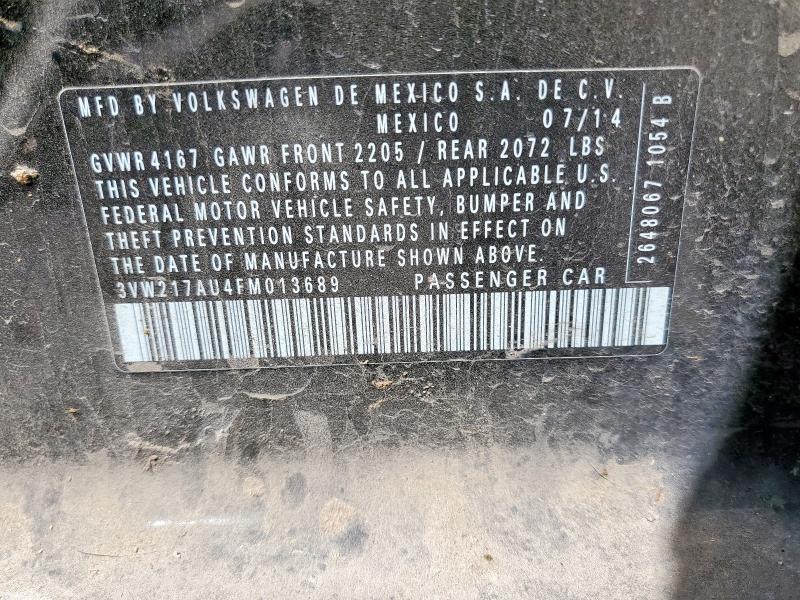 MFD BY VOLKSWAGEN DE MEXICO S.A. DE C.V.
MEXICO 07/14
GVWR 4167 GAWR FRONT 2205 / REAR 2072 LBS
THIS VEHICLE CONFORMS TO ALL APPLICABLE U.S.
FEDERAL MOTOR VEHICLE SAFETY, BUMPER AND
THEFT PREVENTION STANDARDS IN EFFECT ON
THE DATE OF MANUFACTURE SHOWN ABOVE.
3VW217AU4FM013689 PASSENGER CAR
2648067 1054 B